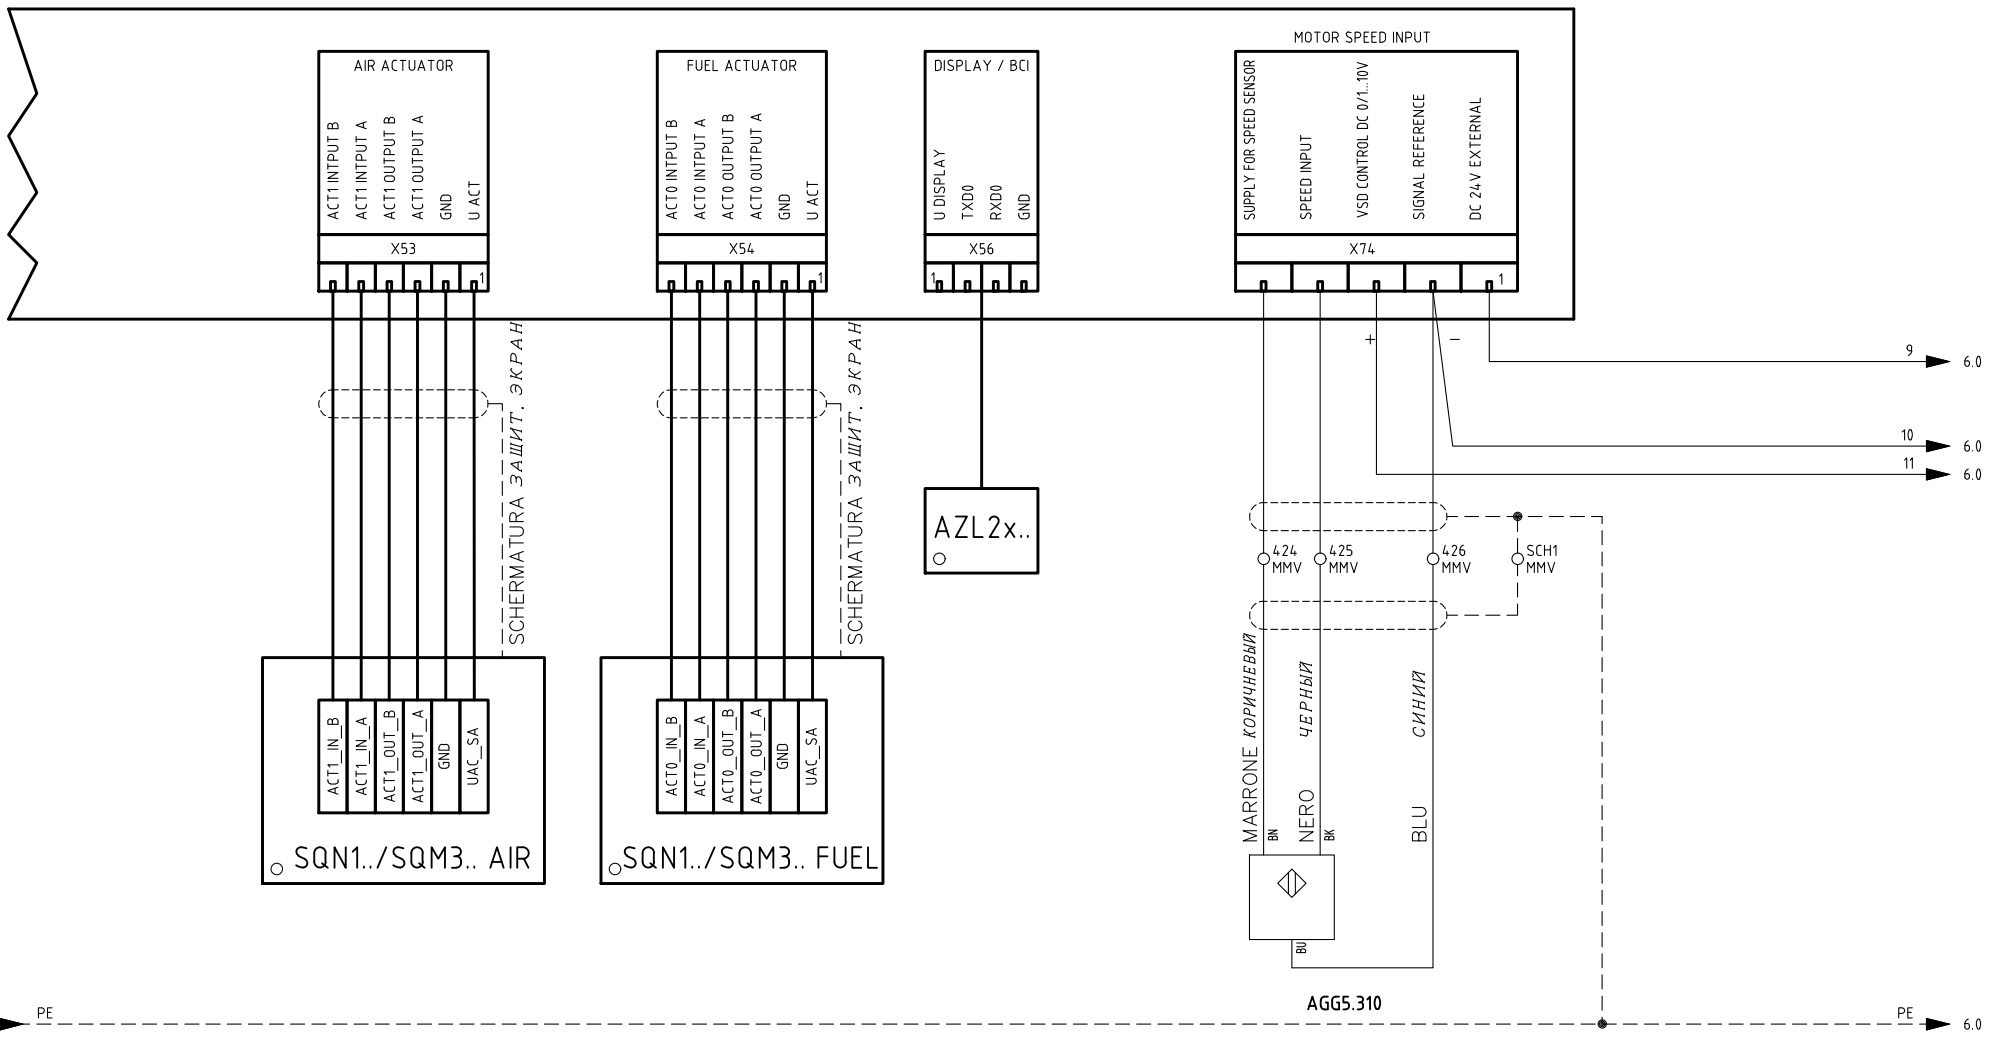 MOTOR SPEED INPUT
AIR ACTUATOR
ACT1 INTPUT B
ACT1 INTPUT A
ACT1 OUTPUT B
ACT1 OUTPUT A
GND
U ACT
X53
1
FUEL ACTUATOR
ACT0 INTPUT B
ACT0 INTPUT A
ACT0 OUTPUT B
ACT0 OUTPUT A
GND
U ACT
X54
1
DISPLAY / BCI
U DISPLAY
TXD0
RXD0
GND
X56
1
SUPPLY FOR SPEED SENSOR
SPEED INPUT
VSD CONTROL DC 0/1...10V
SIGNAL REFERENCE
DC 24V EXTERNAL
X74
1
+
−
9
6.0
10
6.0
11
6.0
SCHERMATURA ЗАЩИТ. ЭКРАН
SCHERMATURA ЗАЩИТ. ЭКРАН
AZL2x..
424
MMV
425
MMV
426
MMV
SCH1
MMV
ACT1_IN_B
ACT1_IN_A
ACT1_OUT_B
ACT1_OUT_A
GND
UAC_SA
SQN1../SQM3.. AIR
ACT0_IN_B
ACT0_IN_A
ACT0_OUT_B
ACT0_OUT_A
GND
UAC_SA
SQN1../SQM3.. FUEL
MARRONE КОРИЧНЕВЫЙ
BN
NERO ЧЕРНЫЙ
BK
BLU СИНИЙ
BU
AGG5.310
PE
PE
6.0